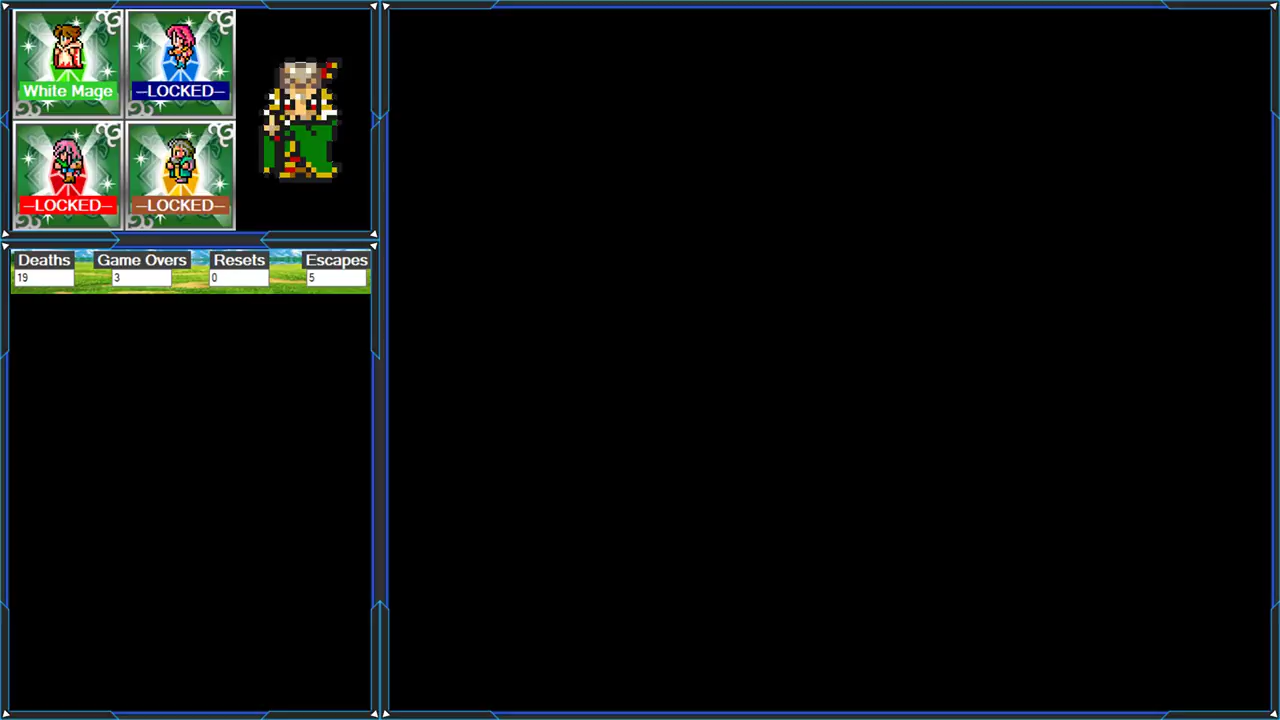 White Mage
--LOCKED--
--LOCKED--
--LOCKED--
Deaths Game Overs Resets Escapes
19 3 0 5